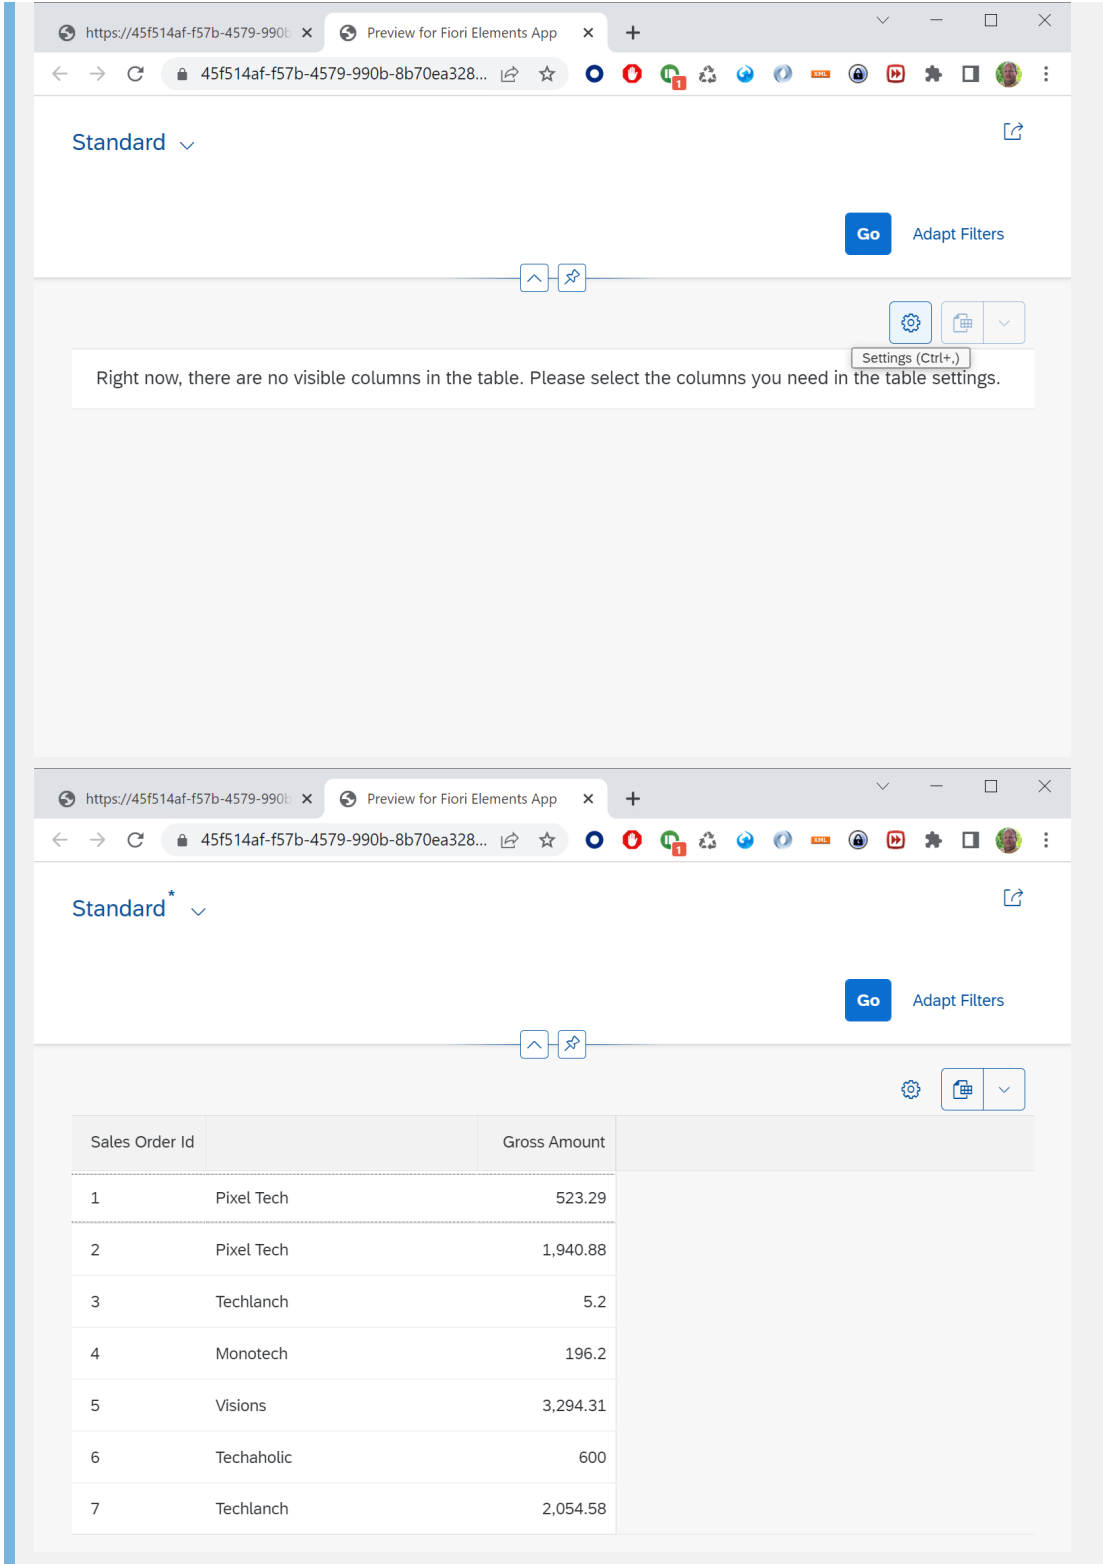 https://45f514af-f57b-4579-990b
Preview for Fiori Elements App
45f514af-f57b-4579-990b-8b70ea328...
1
XML
Standard
Go
Adapt Filters
Settings (Ctrl+,)
Right now, there are no visible columns in the table. Please select the columns you need in the table settings.
https://45f514af-f57b-4579-990b
Preview for Fiori Elements App
45f514af-f57b-4579-990b-8b70ea328...
1
XML
Standard*
Go
Adapt Filters
Sales Order Id Gross Amount
1 Pixel Tech 523.29
2 Pixel Tech 1,940.88
3 Techlanch 5.2
4 Monotech 196.2
5 Visions 3,294.31
6 Techaholic 600
7 Techlanch 2,054.58